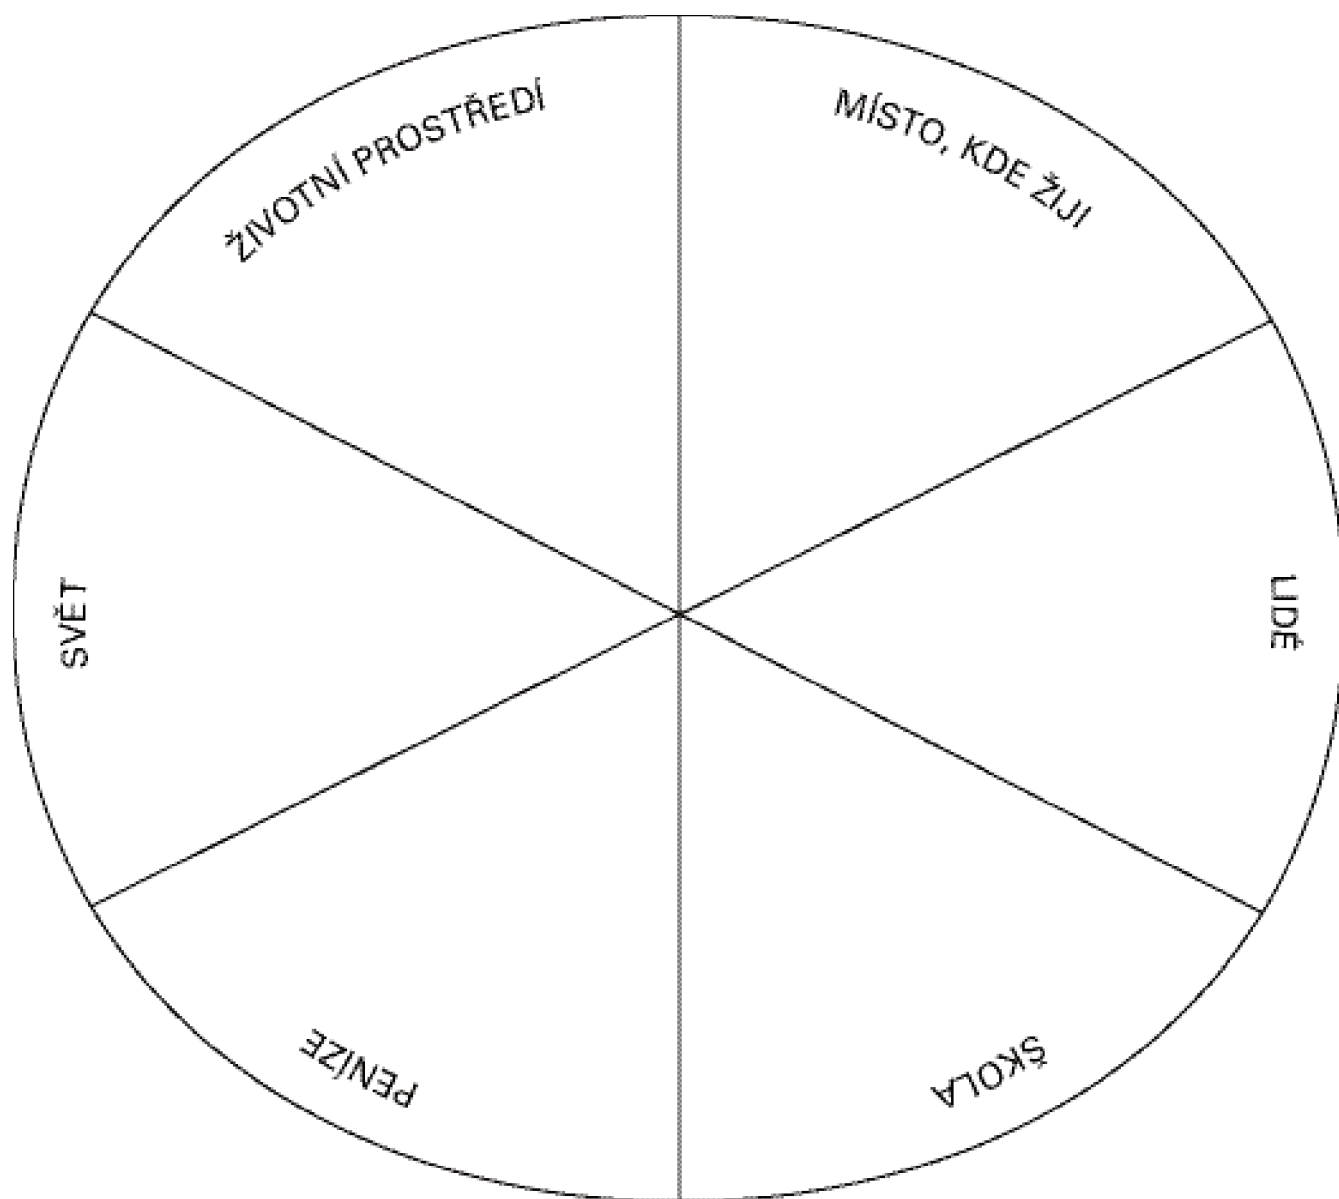 ŽIVOTNÍ PROSTŘEDÍ
MÍSTO, KDE ŽIJI
LIDÉ
ŠKOLA
PENÍZE
SVĚT